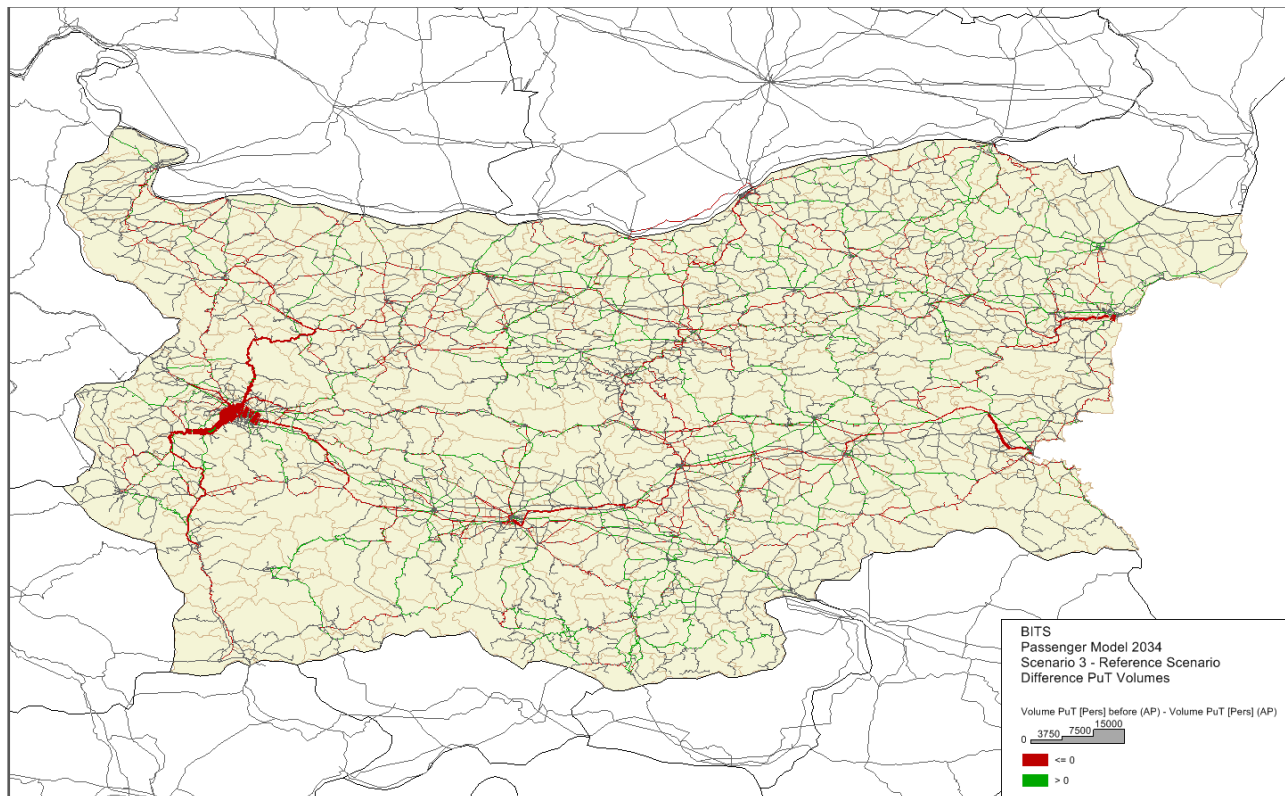 BITS
Passenger Model 2034
Scenario 3 - Reference Scenario
Difference PuT Volumes
Volume PuT [Pers] before (AP) - Volume PuT [Pers] (AP)
0 3750 7500 15000
<= 0
> 0